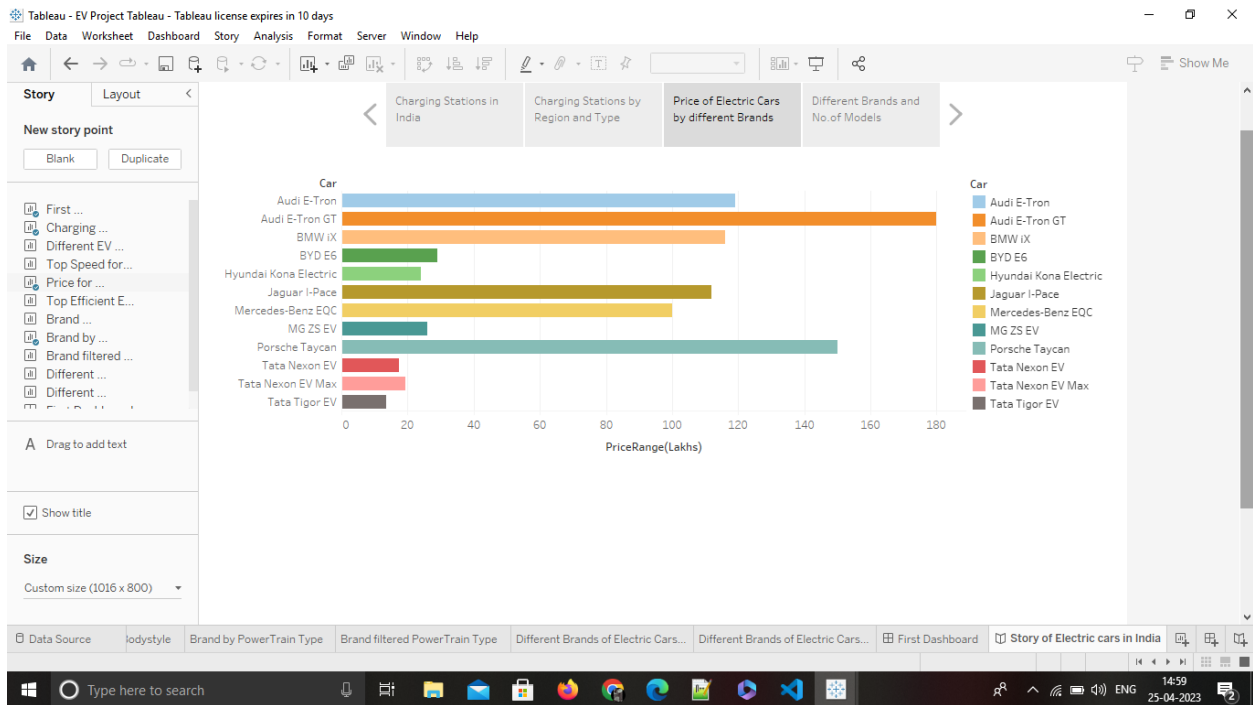 Tableau - EV Project Tableau - Tableau license expires in 10 days
File Data Worksheet Dashboard Story Analysis Format Server Window Help
Show Me
Story Layout
New story point
Blank Duplicate
First ...
Charging ...
Different EV ...
Top Speed for...
Price for ...
Top Efficient E...
Brand ...
Brand by ...
Brand filtered ...
Different ...
Different ...
Drag to add text
Show title
Size
Custom size (1016 x 800)
Charging Stations in
India
Charging Stations by
Region and Type
Price of Electric Cars
by different Brands
Different Brands and
No.of Models
Car
Audi E-Tron
Audi E-Tron GT
BMW iX
BYD E6
Hyundai Kona Electric
Jaguar I-Pace
Mercedes-Benz EQC
MG ZS EV
Porsche Taycan
Tata Nexon EV
Tata Nexon EV Max
Tata Tigor EV
0 20 40 60 80 100 120 140 160 180
PriceRange(Lakhs)
Car
Audi E-Tron
Audi E-Tron GT
BMW iX
BYD E6
Hyundai Kona Electric
Jaguar I-Pace
Mercedes-Benz EQC
MG ZS EV
Porsche Taycan
Tata Nexon EV
Tata Nexon EV Max
Tata Tigor EV
Data Source odystyle Brand by PowerTrain Type Brand filtered PowerTrain Type Different Brands of Electric Cars... Different Brands of Electric Cars... First Dashboard Story of Electric cars in India
Type here to search
ENG
14:59
25-04-2023
2